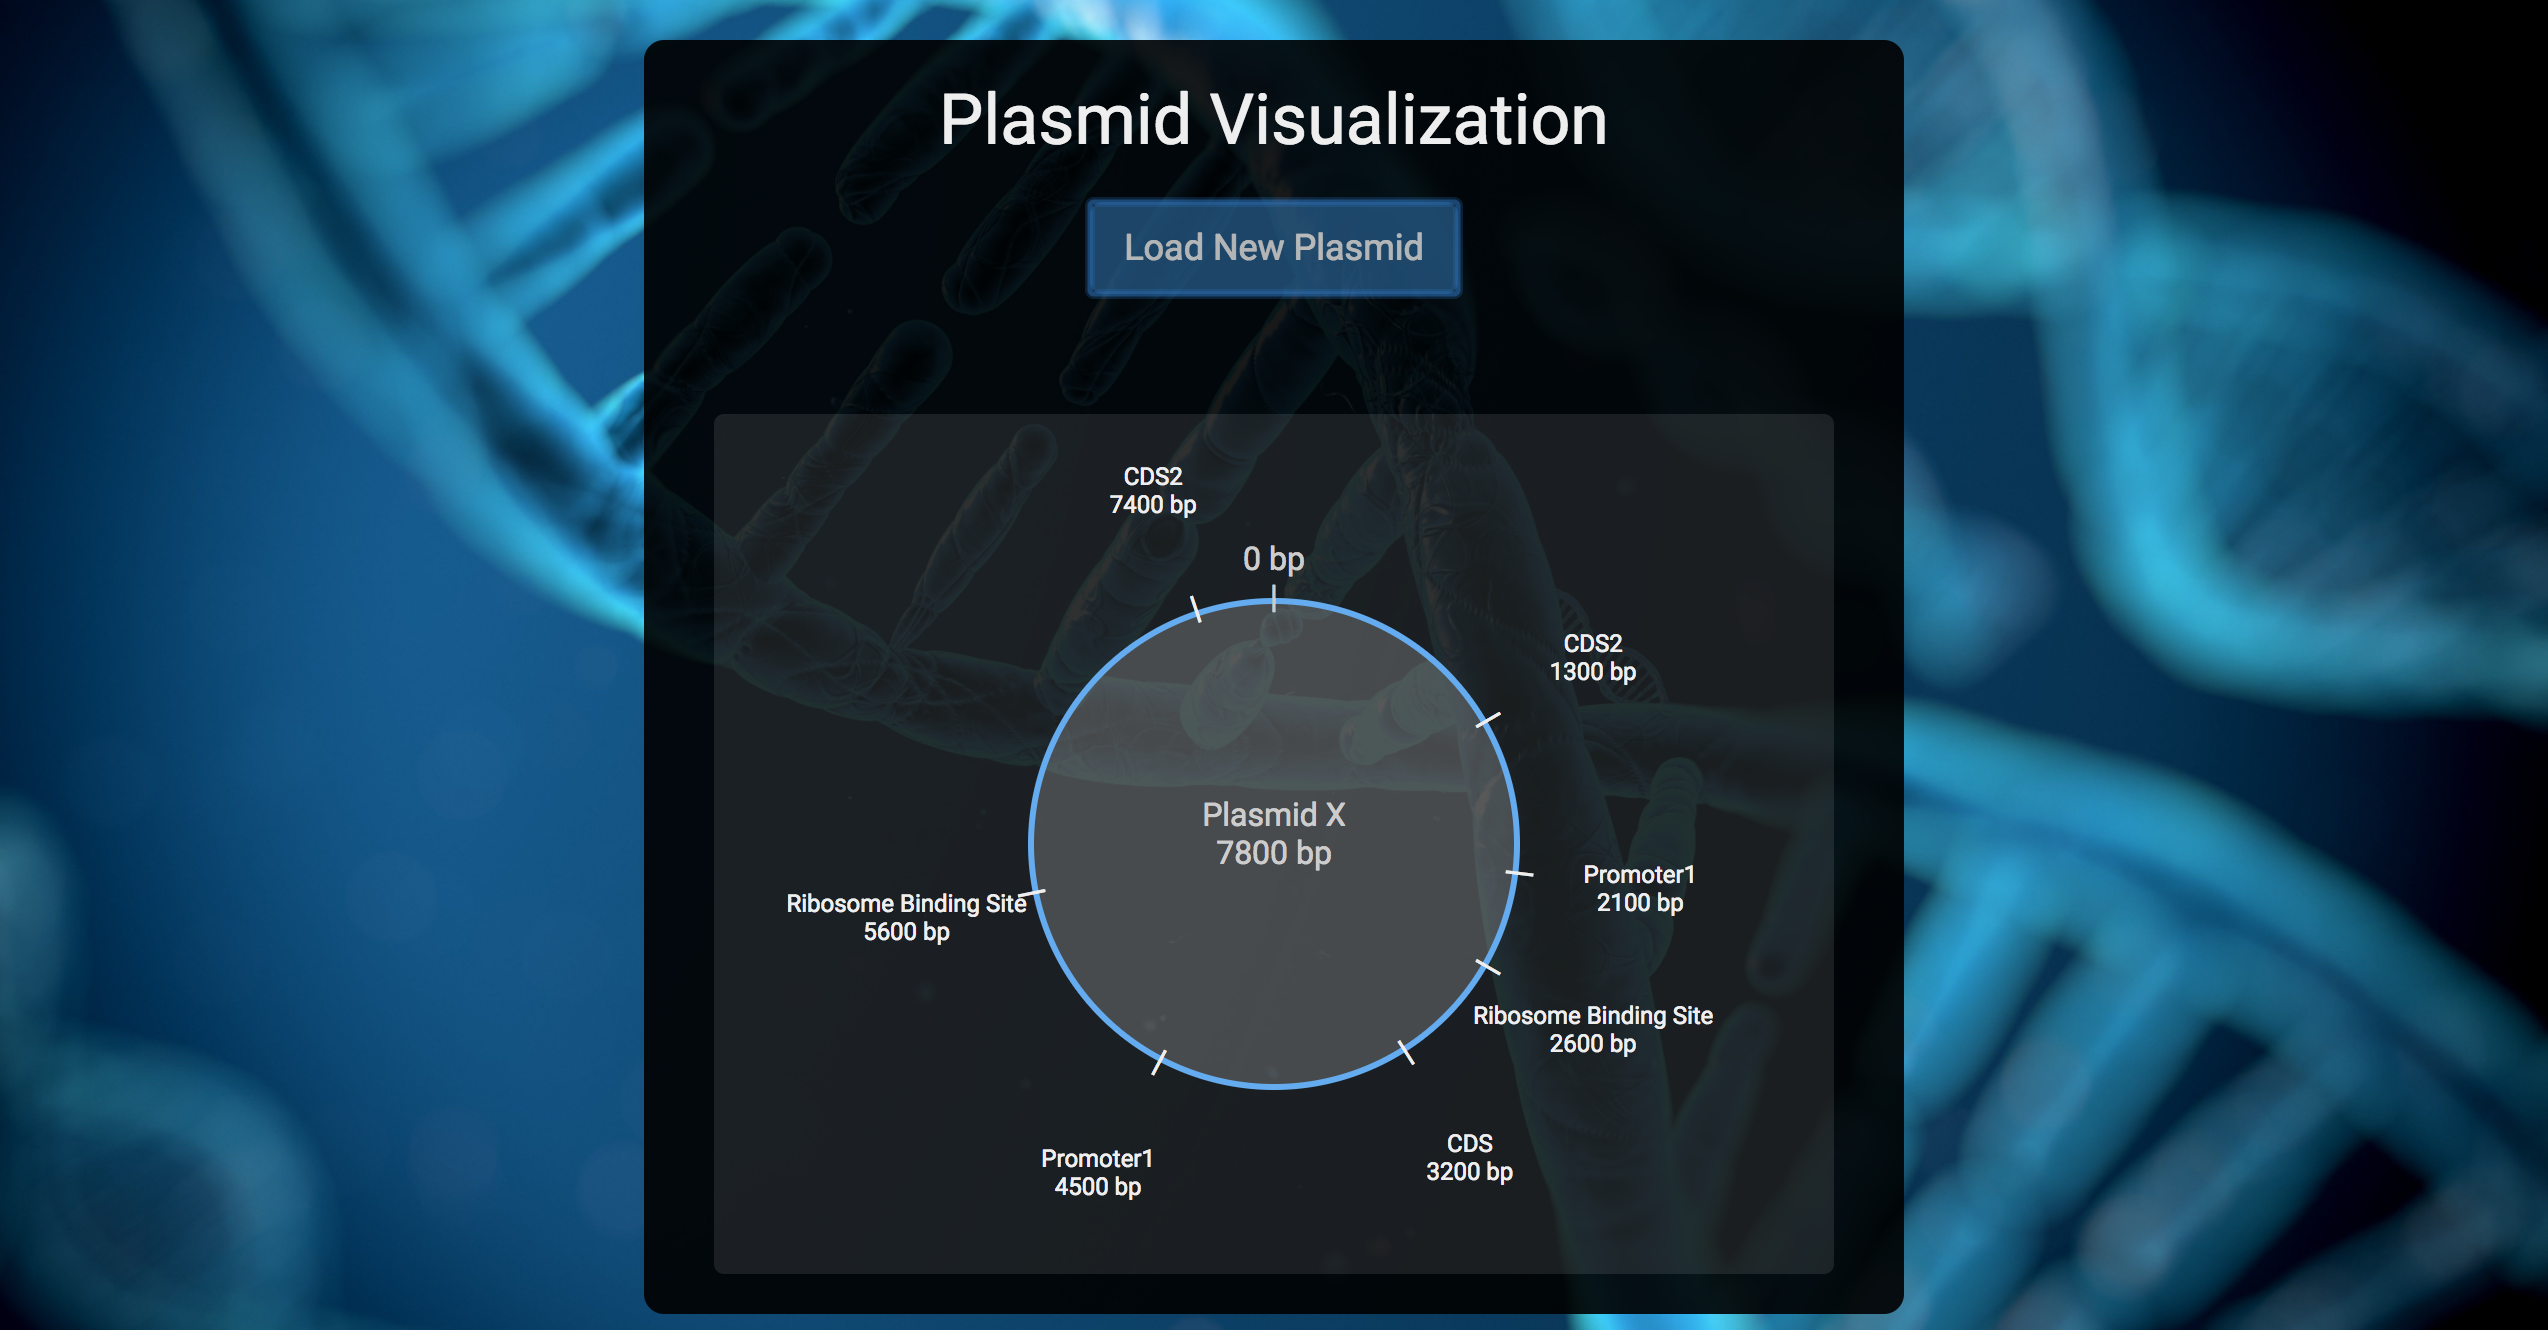 Plasmid Visualization
Load New Plasmid
CDS2
7400 bp
0 bp
CDS2
1300 bp
Plasmid X
7800 bp
Promoter1
2100 bp
Ribosome Binding Site
5600 bp
Ribosome Binding Site
2600 bp
CDS
3200 bp
Promoter1
4500 bp